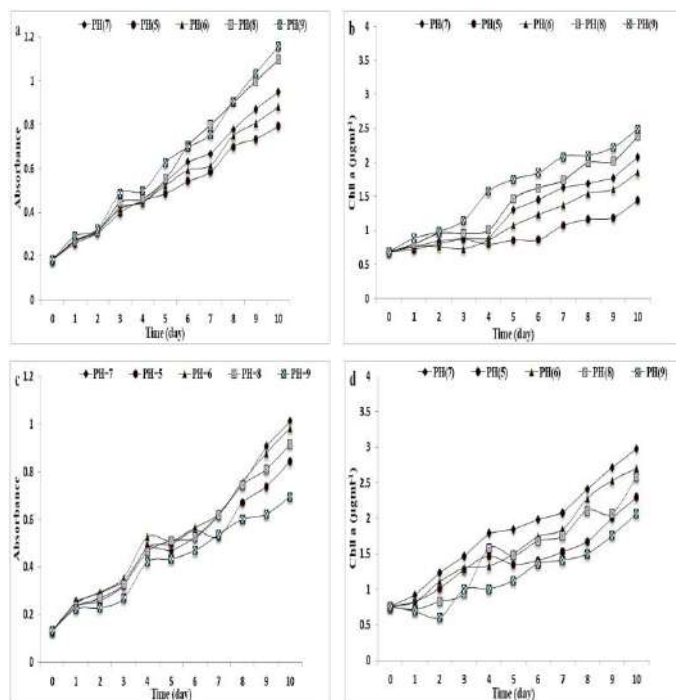 a PH(7) PH(5) PH(6) PH(8) PH(9)
1.2
1
0.8
0.6
0.4
0.2
0
Absorbance
0 1 2 3 4 5 6 7 8 9 10
Time (day)
b PH(7) PH(5) PH(6) PH(8) PH(9)
4
3.5
3
2.5
2
1.5
1
0.5
0
Chll a (µgml-¹)
0 1 2 3 4 5 6 7 8 9 10
Time (day)
c PH=7 PH=5 PH=6 PH=8 PH=9
1.2
1
0.8
0.6
0.4
0.2
0
Absorbance
0 1 2 3 4 5 6 7 8 9 10
Time (day)
d PH(7) PH(5) PH(6) PH(8) PH(9)
4
3.5
3
2.5
2
1.5
1
0.5
0
Chll a (µgml-¹)
0 1 2 3 4 5 6 7 8 9 10
Time (day)